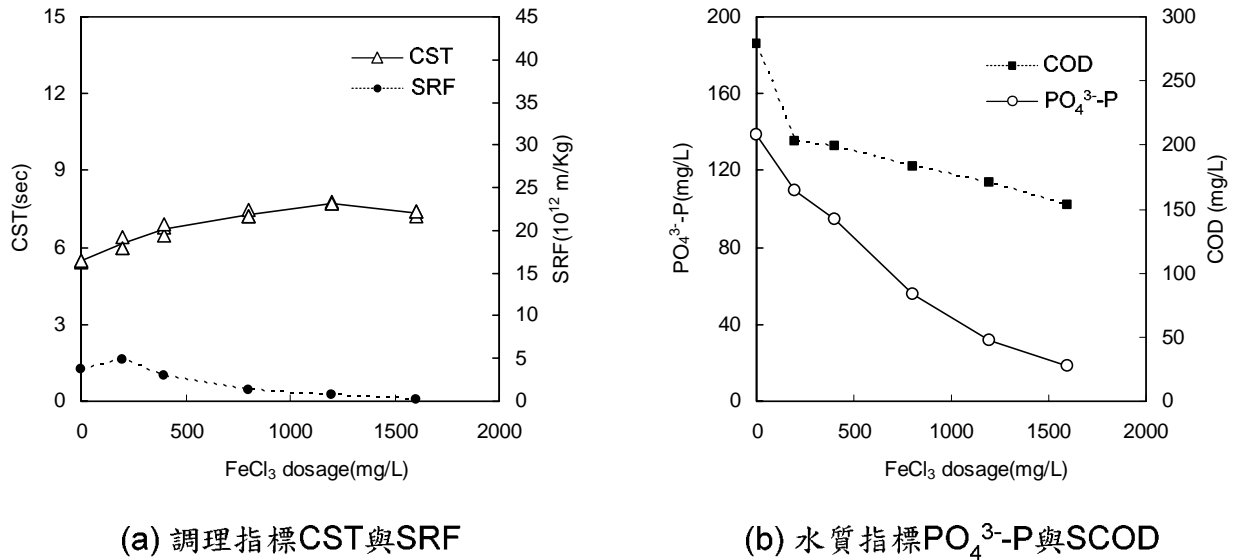 15
12
9
6
3
0
CST(sec)
45
40
35
30
25
20
15
10
5
0
SRF(10¹² m/Kg)
CST
SRF
0 500 1000 1500 2000
FeCl₃ dosage(mg/L)
(a) 調理指標CST與SRF
200
160
120
80
40
0
PO₄³⁻-P(mg/L)
300
250
200
150
100
50
0
COD (mg/L)
COD
PO₄³⁻-P
0 500 1000 1500 2000
FeCl₃ dosage(mg/L)
(b) 水質指標PO₄³⁻-P與SCOD